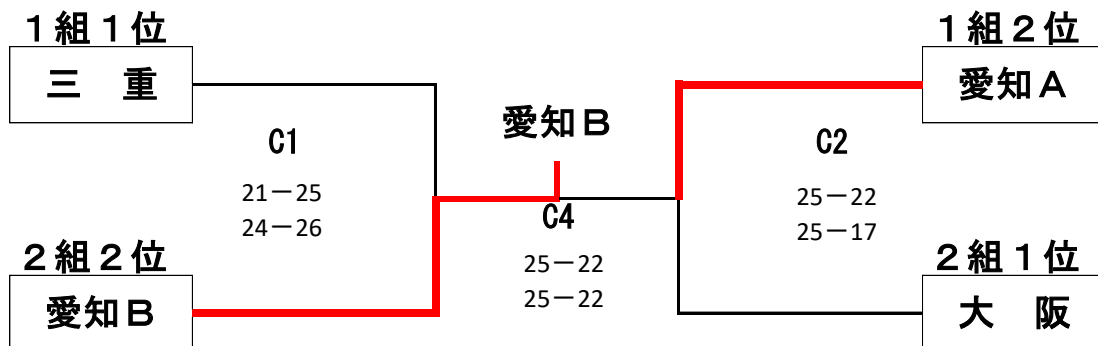 １組１位
三　重
１組２位
愛知Ａ
愛知Ｂ
C1
21－25
24－26
C2
25－22
25－17
C4
25－22
25－22
２組２位
愛知Ｂ
２組１位
大　阪